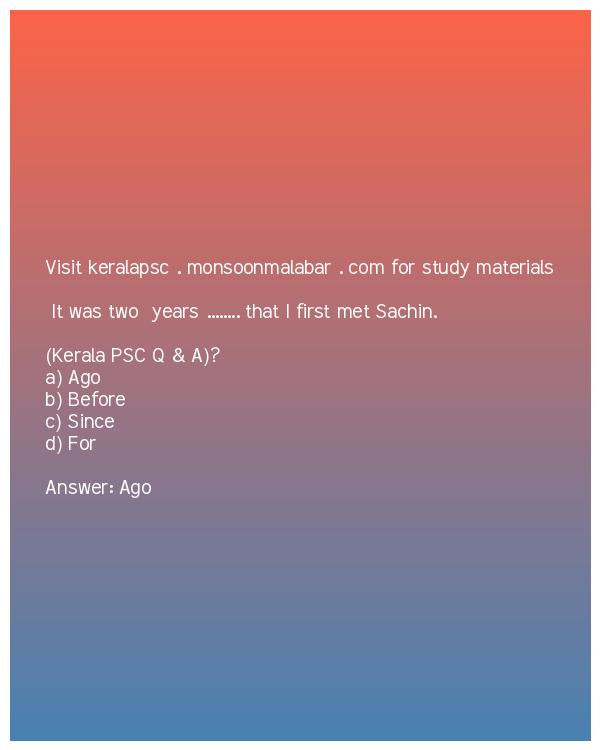 Visit keralapsc . monsoonmalabar . com for study materials
It was two years ........ that I first met Sachin.
(Kerala PSC Q & A)?
a) Ago
b) Before
c) Since
d) For
Answer: Ago